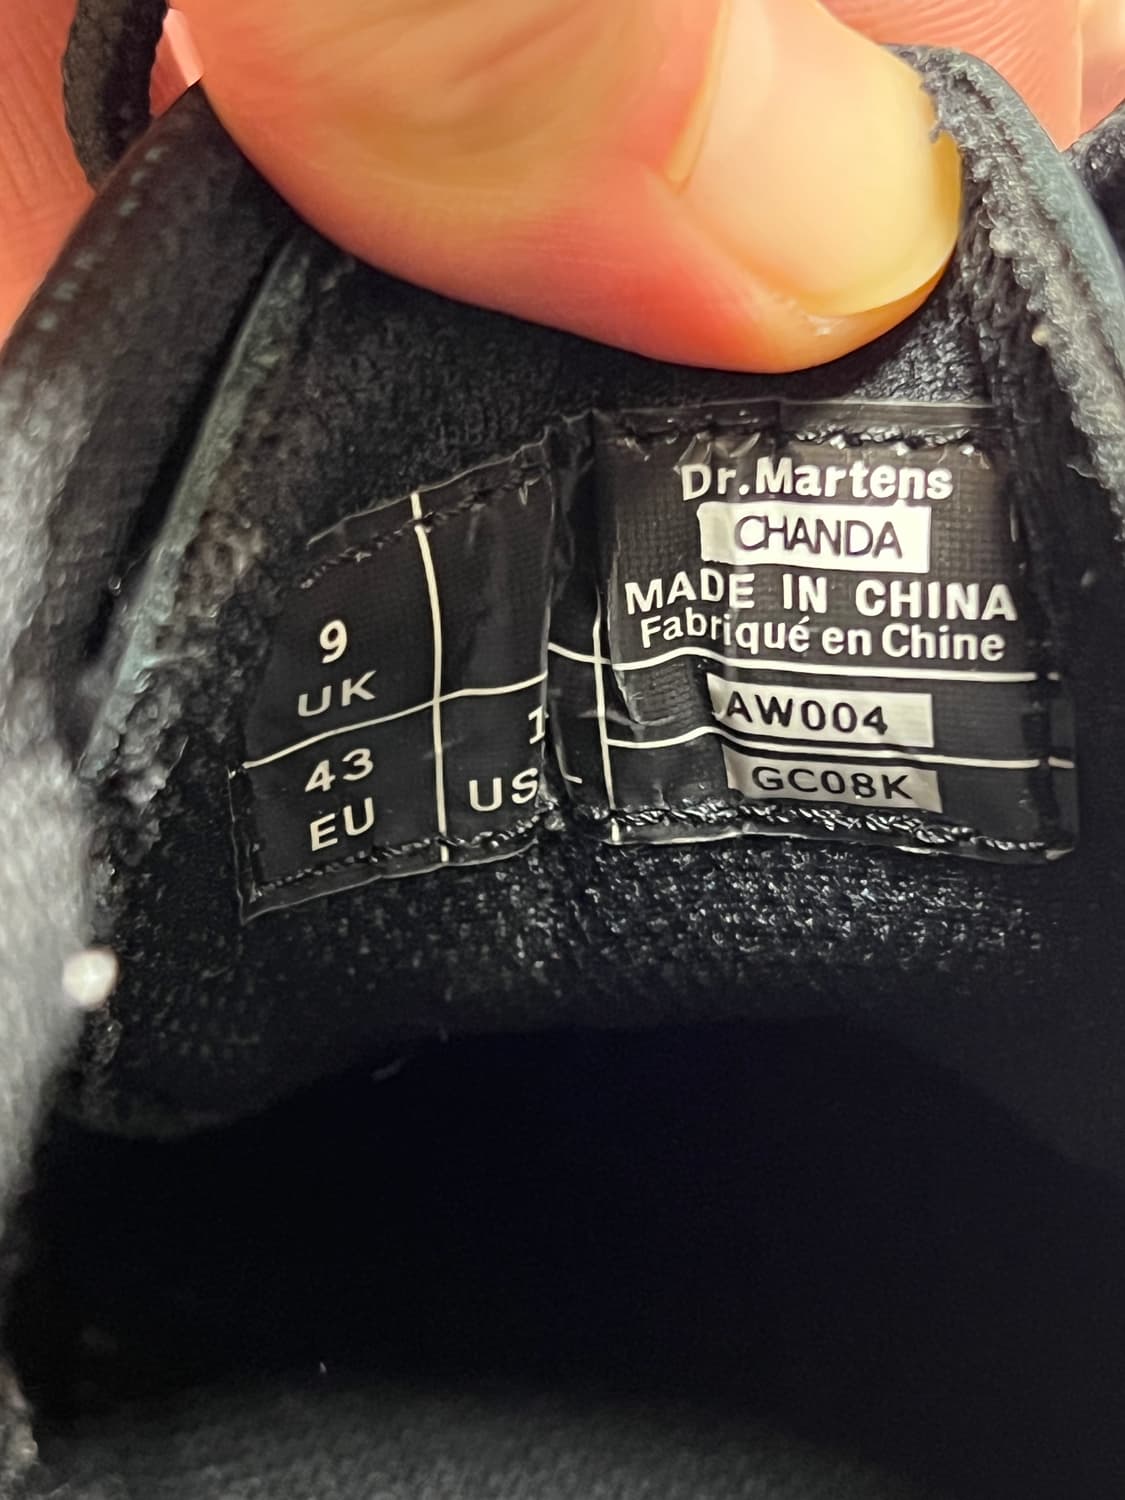 Dr.Martens
CHANDA
MADE IN CHINA
Fabriqué en Chine
AW004
GC08K
9
UK
43
EU
US